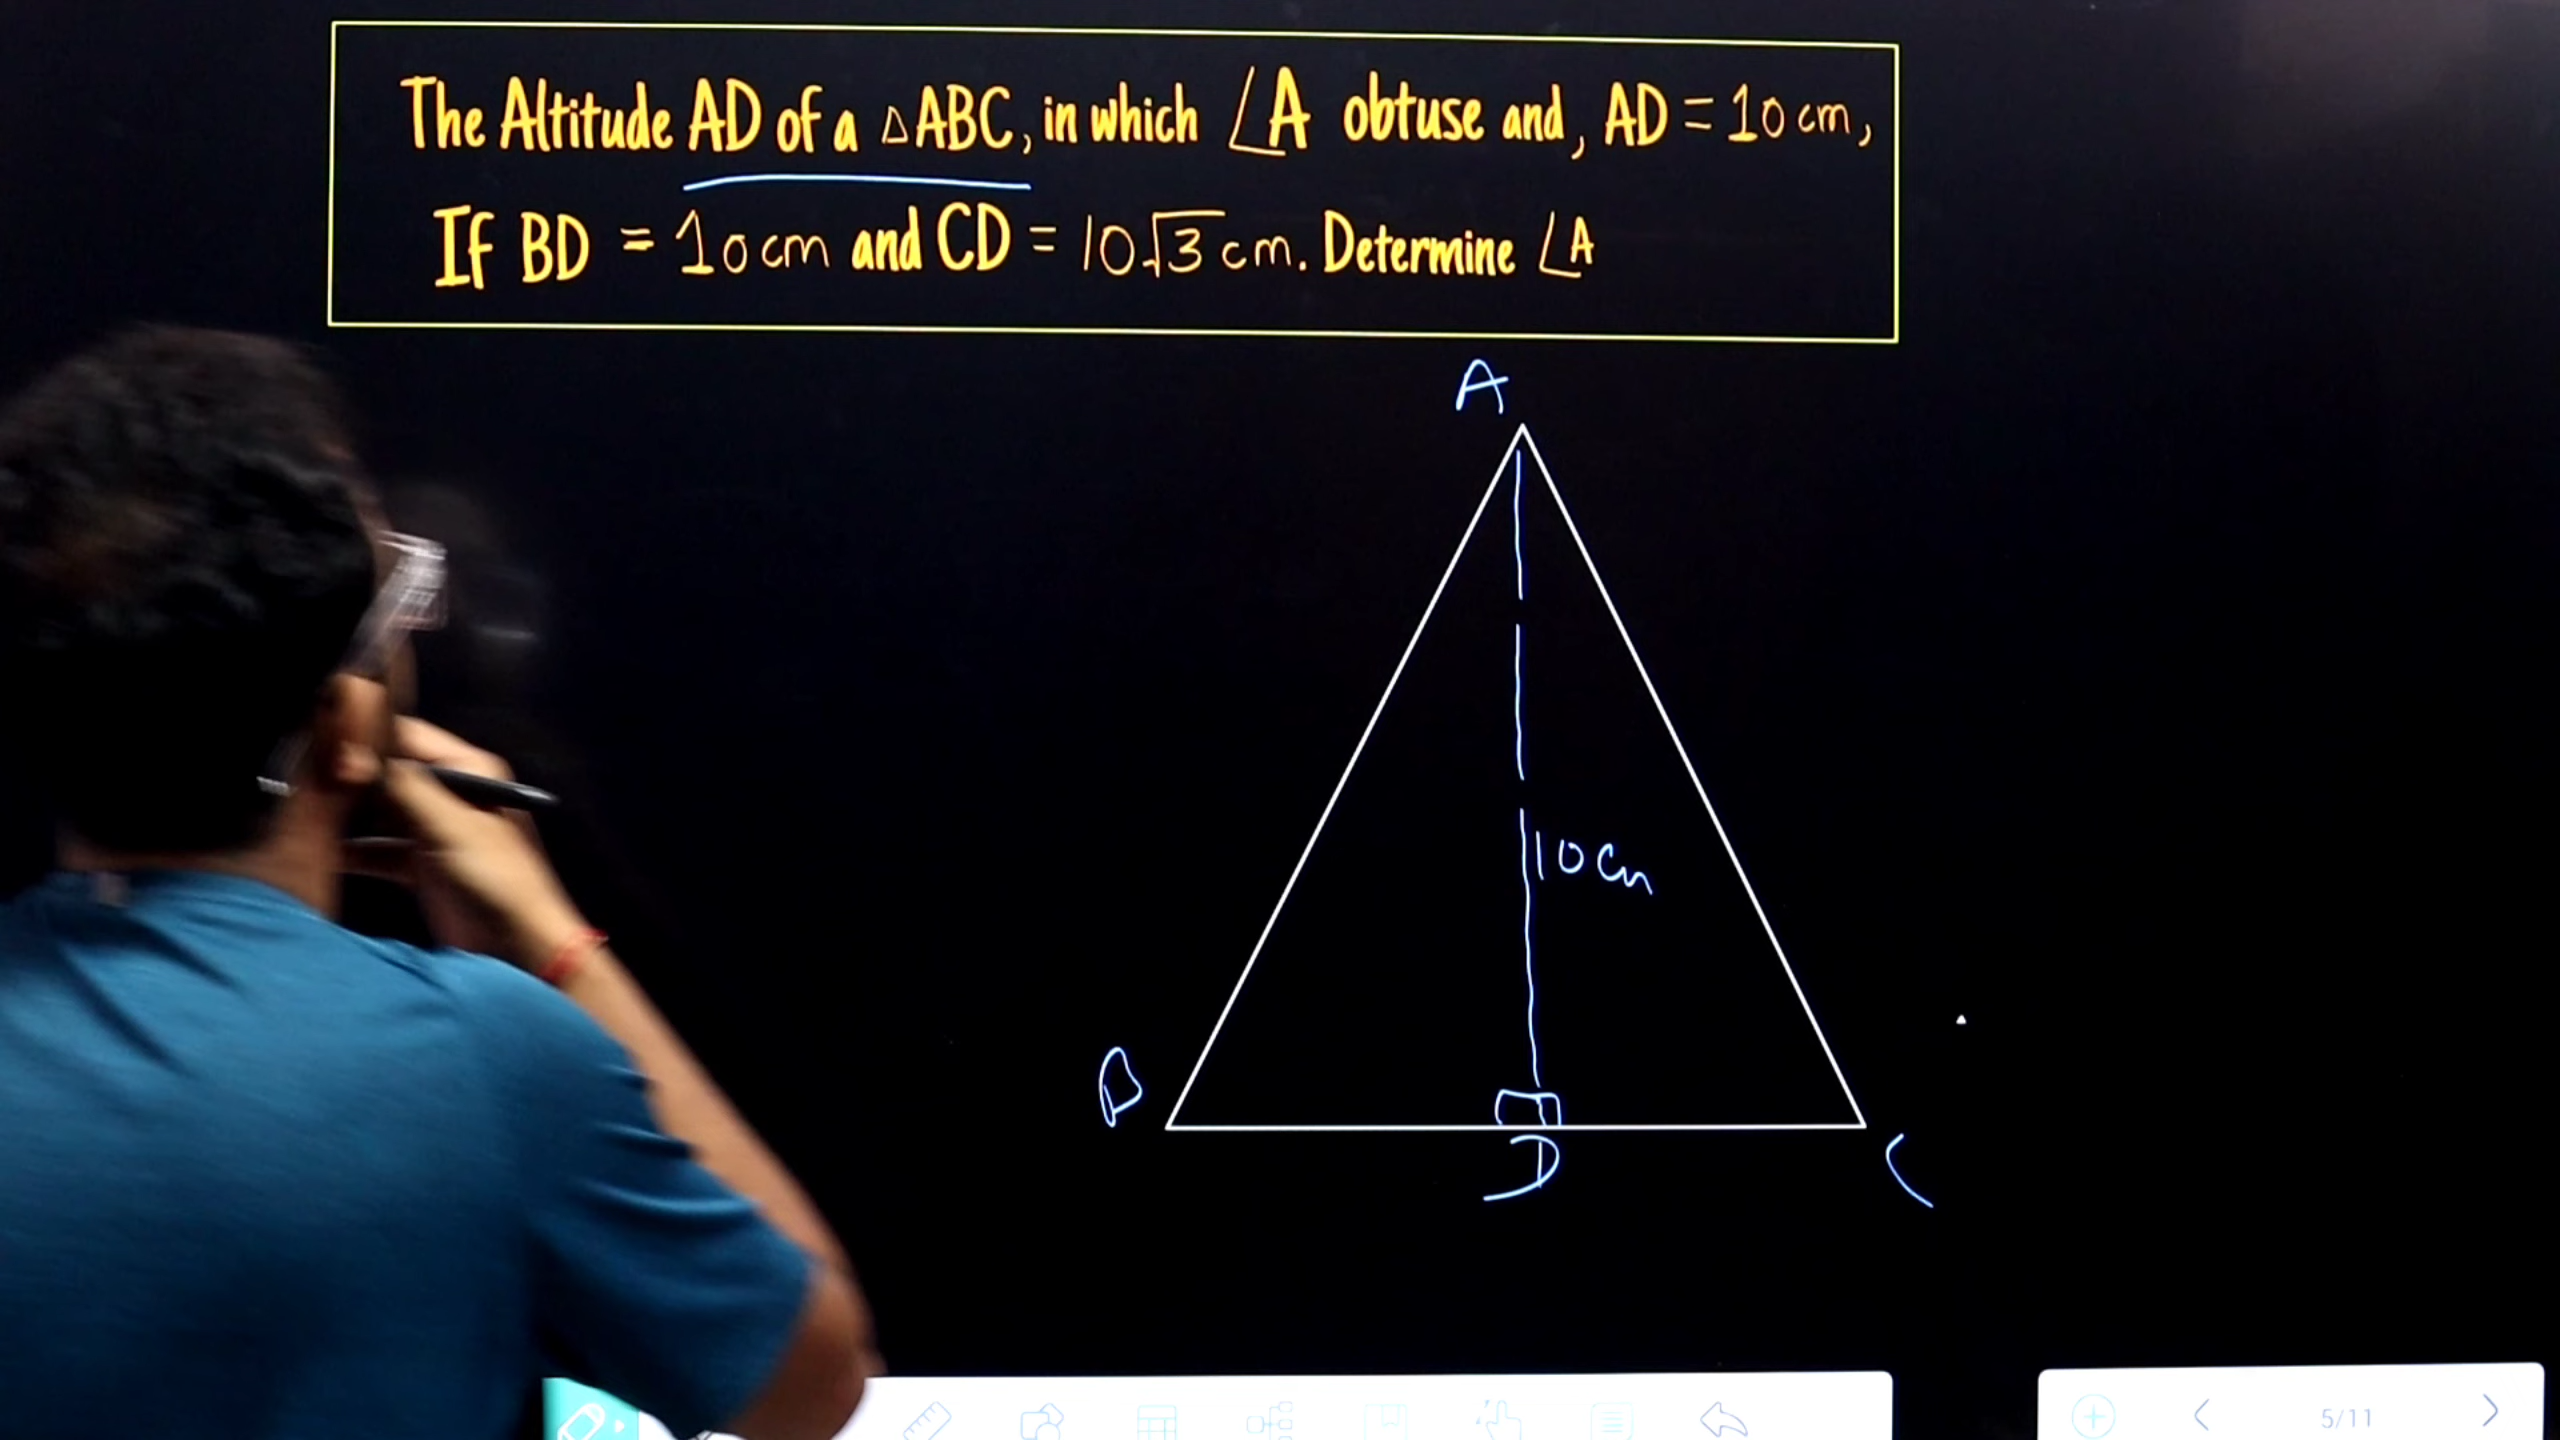 The Altitude AD of a △ABC, in which ∠A obtuse and, AD = 10 cm,
If BD = 10 cm and CD = 10√3 cm. Determine ∠A
A
10 cm
B
D
C
5/11